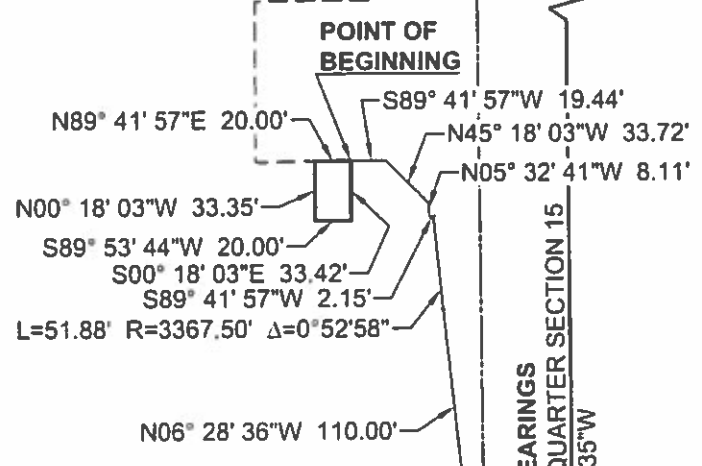 POINT OF
BEGINNING
S89° 41' 57"W 19.44'
N89° 41' 57"E 20.00'
N45° 18' 03"W 33.72'
N05° 32' 41"W 8.11'
N00° 18' 03"W 33.35'
S89° 53' 44"W 20.00'
S00° 18' 03"E 33.42'
S89° 41' 57"W 2.15'
L=51.88' R=3367.50' Δ=0°52'58"
N06° 28' 36"W 110.00'
EARINGS
QUARTER SECTION 15
35"W